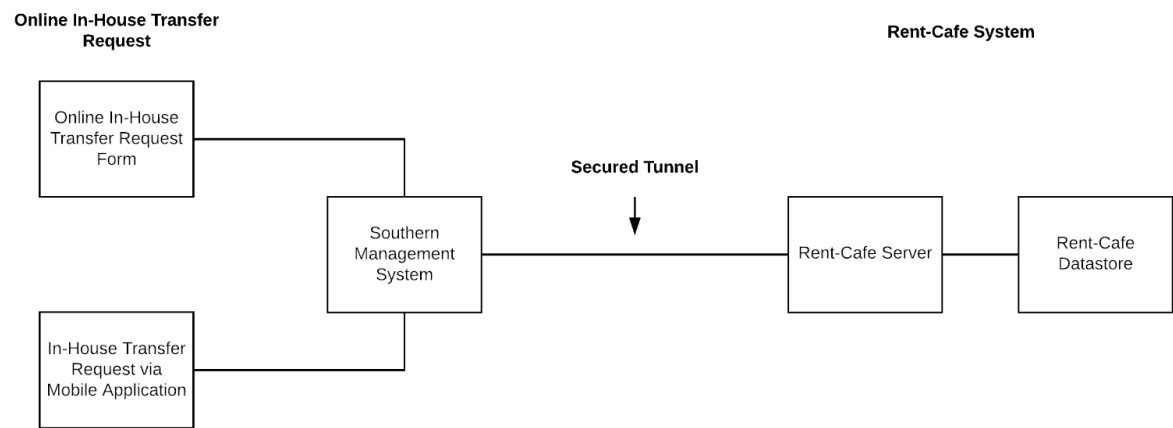 Online In-House Transfer
Request
Rent-Cafe System
Online In-House
Transfer Request
Form
Secured Tunnel
Southern
Management
System
Rent-Cafe Server
Rent-Cafe
Datastore
In-House Transfer
Request via
Mobile Application